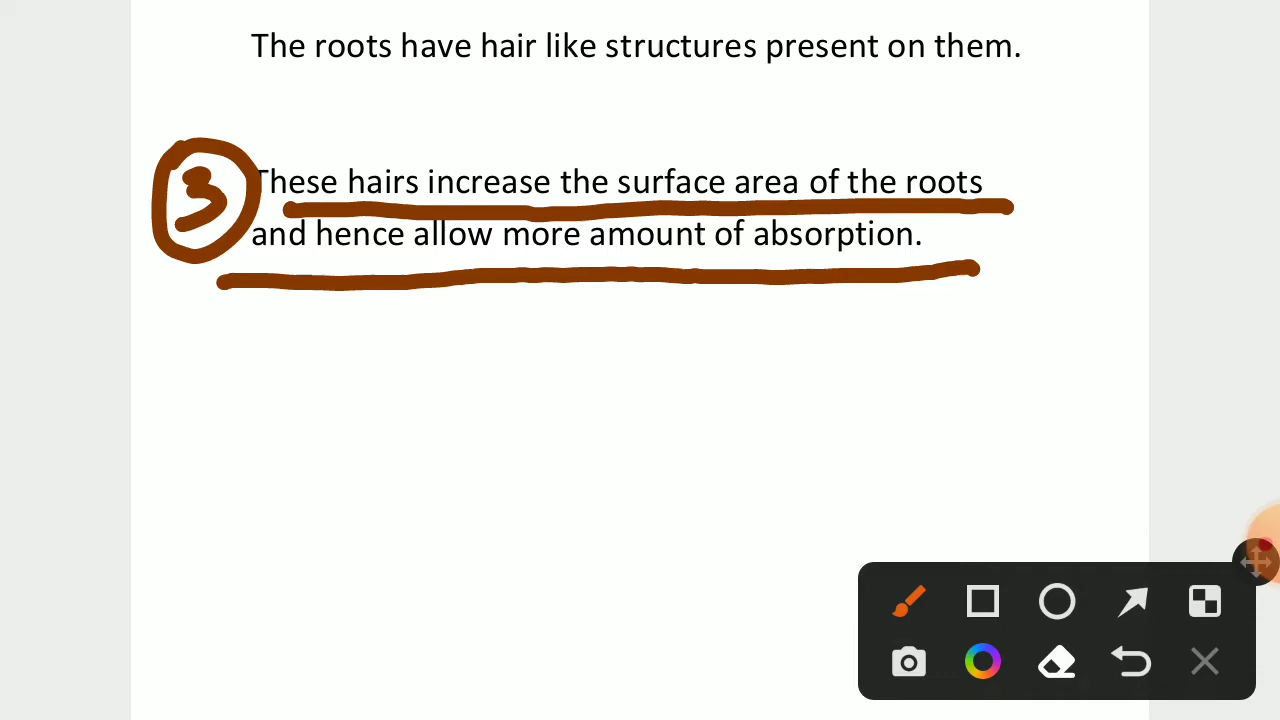 The roots have hair like structures present on them.
3
These hairs increase the surface area of the roots
and hence allow more amount of absorption.